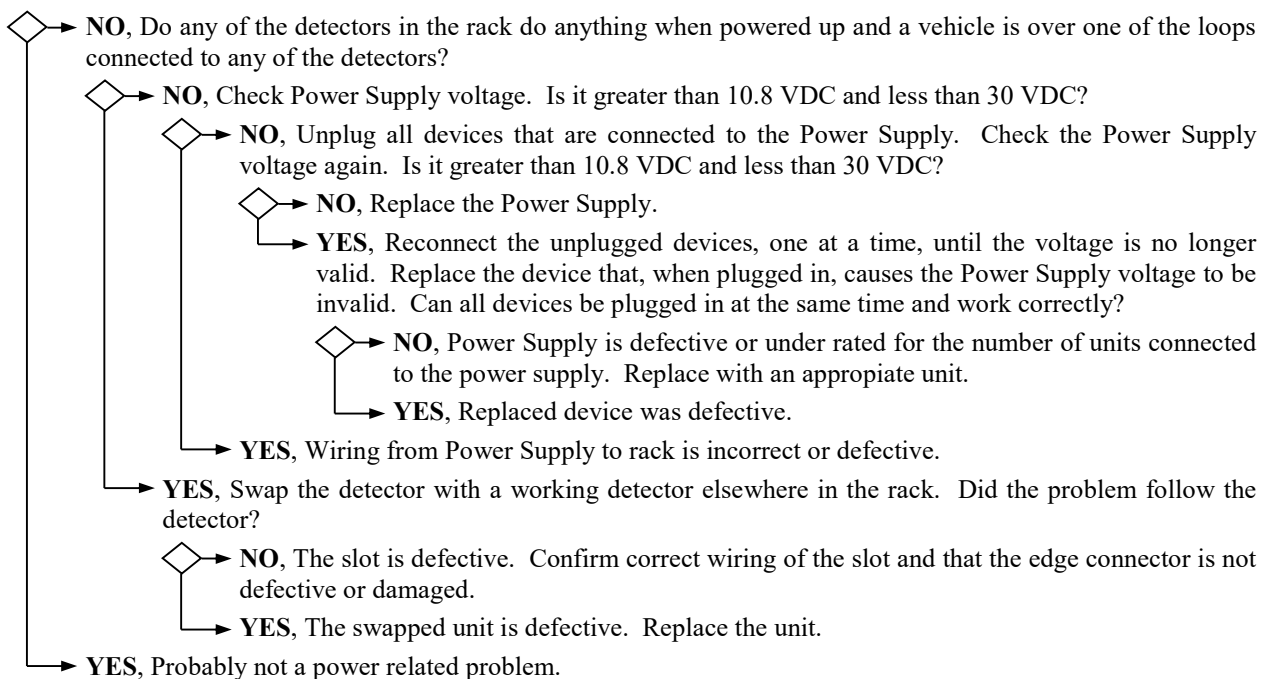 NO, Do any of the detectors in the rack do anything when powered up and a vehicle is over one of the loops
connected to any of the detectors?
NO, Check Power Supply voltage. Is it greater than 10.8 VDC and less than 30 VDC?
NO, Unplug all devices that are connected to the Power Supply. Check the Power Supply
voltage again. Is it greater than 10.8 VDC and less than 30 VDC?
NO, Replace the Power Supply.
YES, Reconnect the unplugged devices, one at a time, until the voltage is no longer
valid. Replace the device that, when plugged in, causes the Power Supply voltage to be
invalid. Can all devices be plugged in at the same time and work correctly?
NO, Power Supply is defective or under rated for the number of units connected
to the power supply. Replace with an appropiate unit.
YES, Replaced device was defective.
YES, Wiring from Power Supply to rack is incorrect or defective.
YES, Swap the detector with a working detector elsewhere in the rack. Did the problem follow the
detector?
NO, The slot is defective. Confirm correct wiring of the slot and that the edge connector is not
defective or damaged.
YES, The swapped unit is defective. Replace the unit.
YES, Probably not a power related problem.